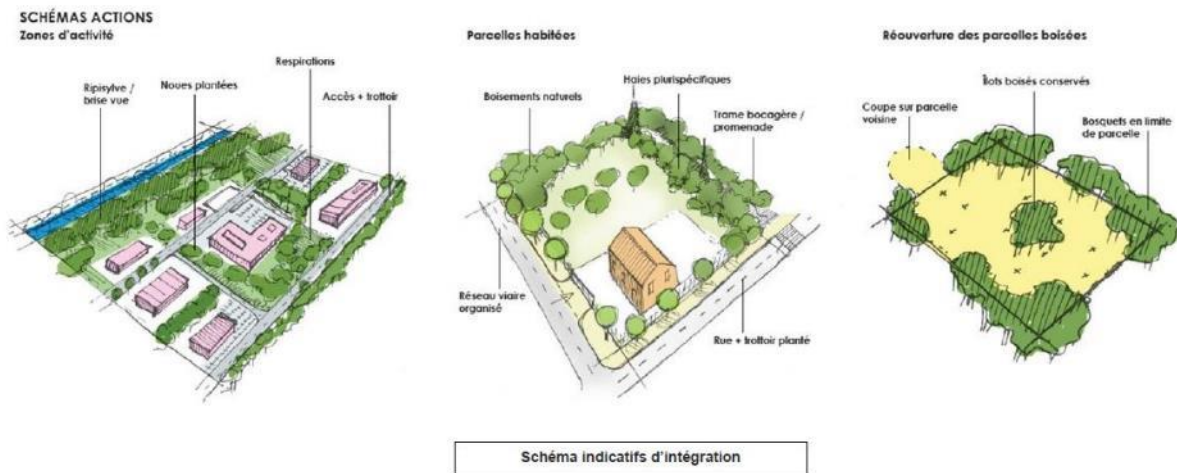 SCHÉMAS ACTIONS
Zones d'activité
Respirations
Ripisylve /
brise vue
Noues plantées
Accès + trottoir
Parcelles habitées
Boisements naturels
Haies plurispécifiques
Trame bocagère /
promenade
Réseau viaire
organisé
Rue + trottoir planté
Réouverture des parcelles boisées
Îlots boisés conservés
Coupe sur parcelle
voisine
Bosquets en limite
de parcelle
Schéma indicatifs d'intégration